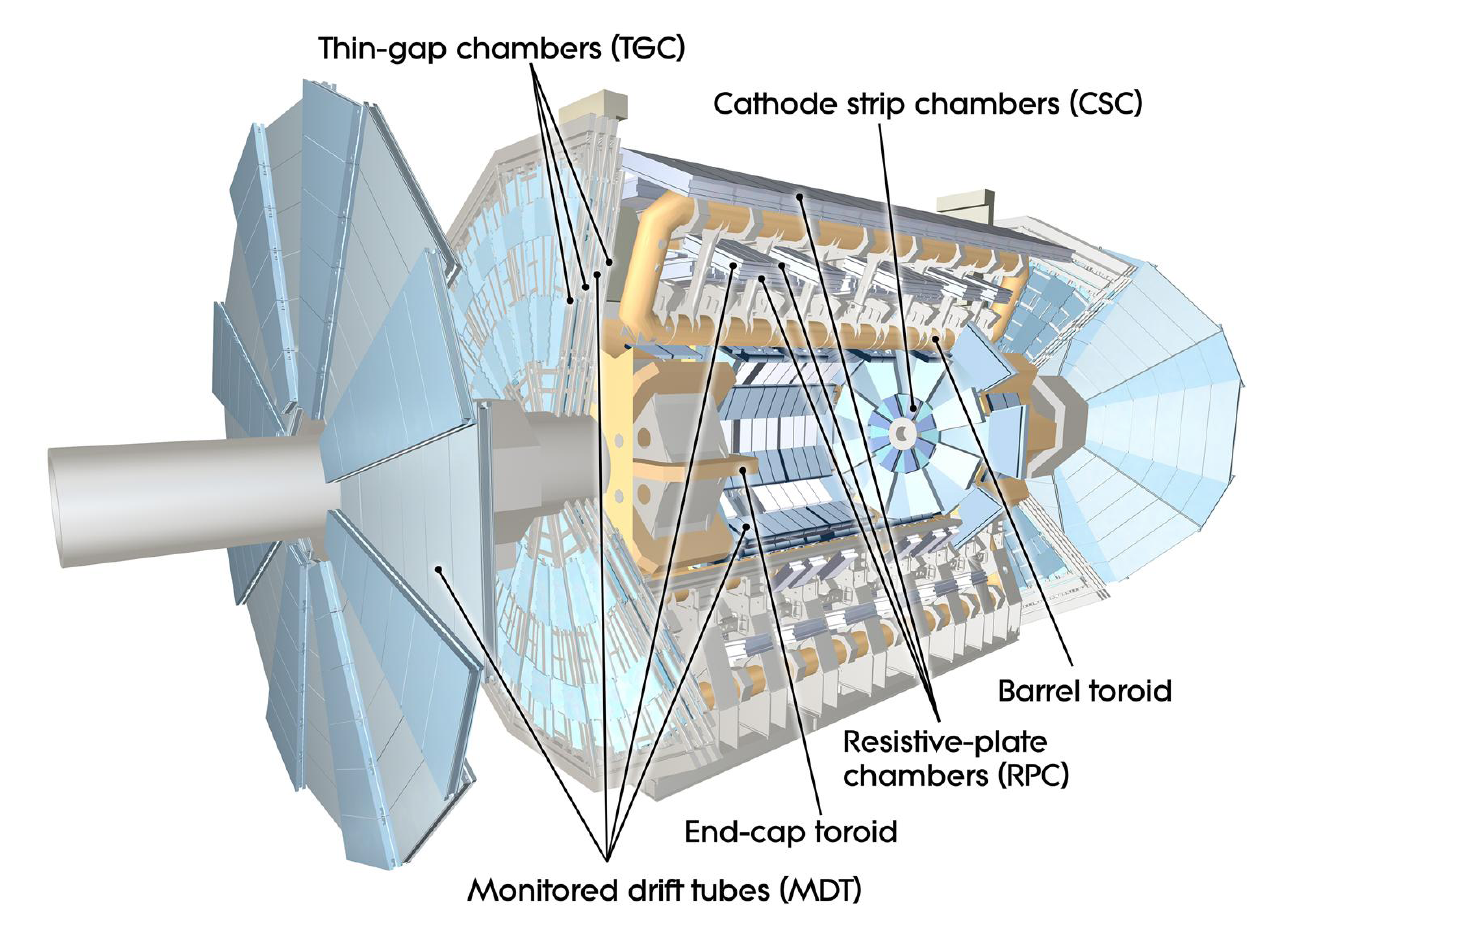 Thin-gap chambers (TGC)
Cathode strip chambers (CSC)
Barrel toroid
Resistive-plate
chambers (RPC)
End-cap toroid
Monitored drift tubes (MDT)